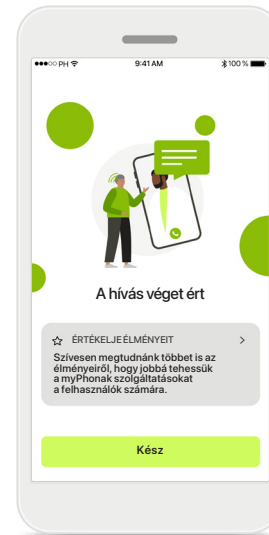 PH 9:41 AM 100 %
A hívás véget ért
ÉRTÉKELJE ÉLMÉNYEIT
Szívesen megtudnánk többet is az
élményeiről, hogy jobbá tehessük
a myPhonak szolgáltatásokat
a felhasználók számára.
Kész